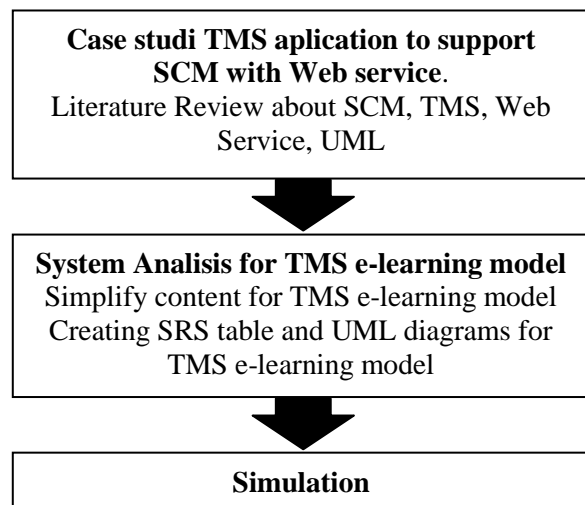 Case studi TMS aplication to support
SCM with Web service.
Literature Review about SCM, TMS, Web
Service, UML
System Analisis for TMS e-learning model
Simplify content for TMS e-learning model
Creating SRS table and UML diagrams for
TMS e-learning model
Simulation